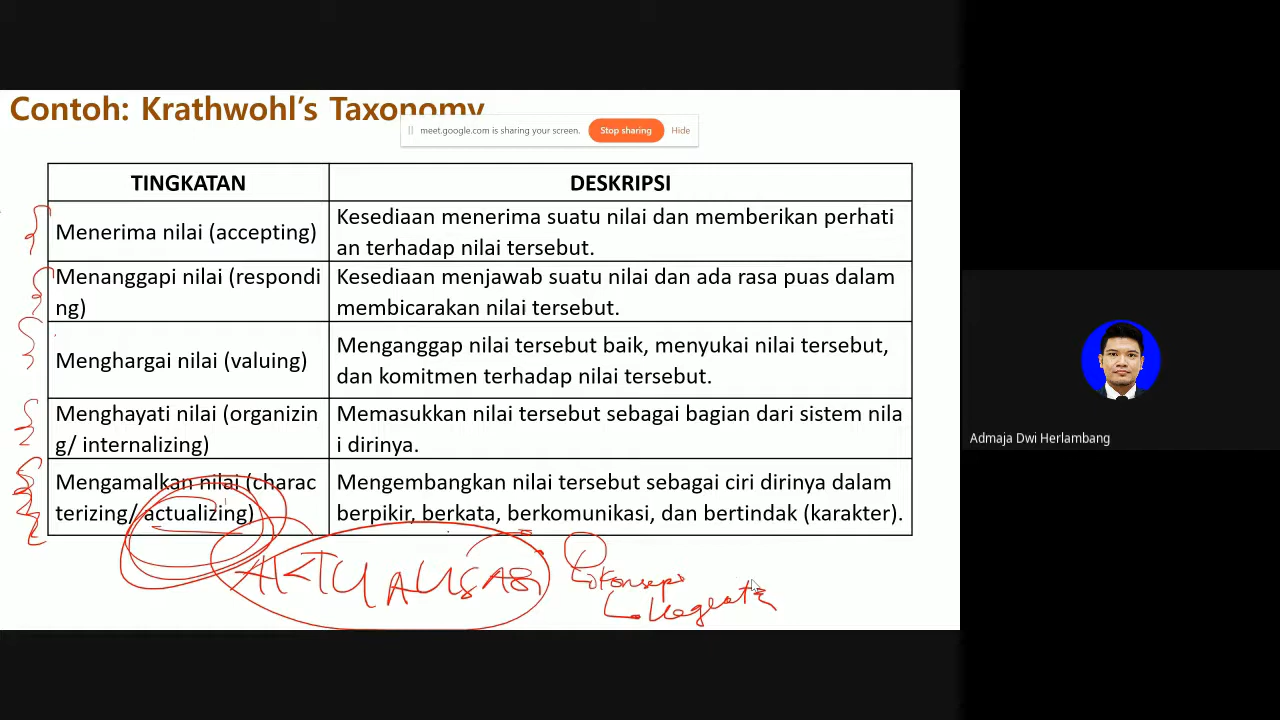 Contoh: Krathwohl's Taxonomy
meet.google.com is sharing your screen. Stop sharing Hide
TINGKATAN DESKRIPSI
Menerima nilai (accepting)
Kesediaan menerima suatu nilai dan memberikan perhati
an terhadap nilai tersebut.
Menanggapi nilai (respondi
ng)
Kesediaan menjawab suatu nilai dan ada rasa puas dalam
membicarakan nilai tersebut.
Menghargai nilai (valuing)
Menganggap nilai tersebut baik, menyukai nilai tersebut,
dan komitmen terhadap nilai tersebut.
Menghayati nilai (organizin
g/ internalizing)
Memasukkan nilai tersebut sebagai bagian dari sistem nila
i dirinya.
Mengamalkan nilai (charac
terizing/ actualizing)
Mengembangkan nilai tersebut sebagai ciri dirinya dalam
berpikir, berkata, berkomunikasi, dan bertindak (karakter).
AKTUALISASI
konsepsi
Admaja Dwi Herlambang